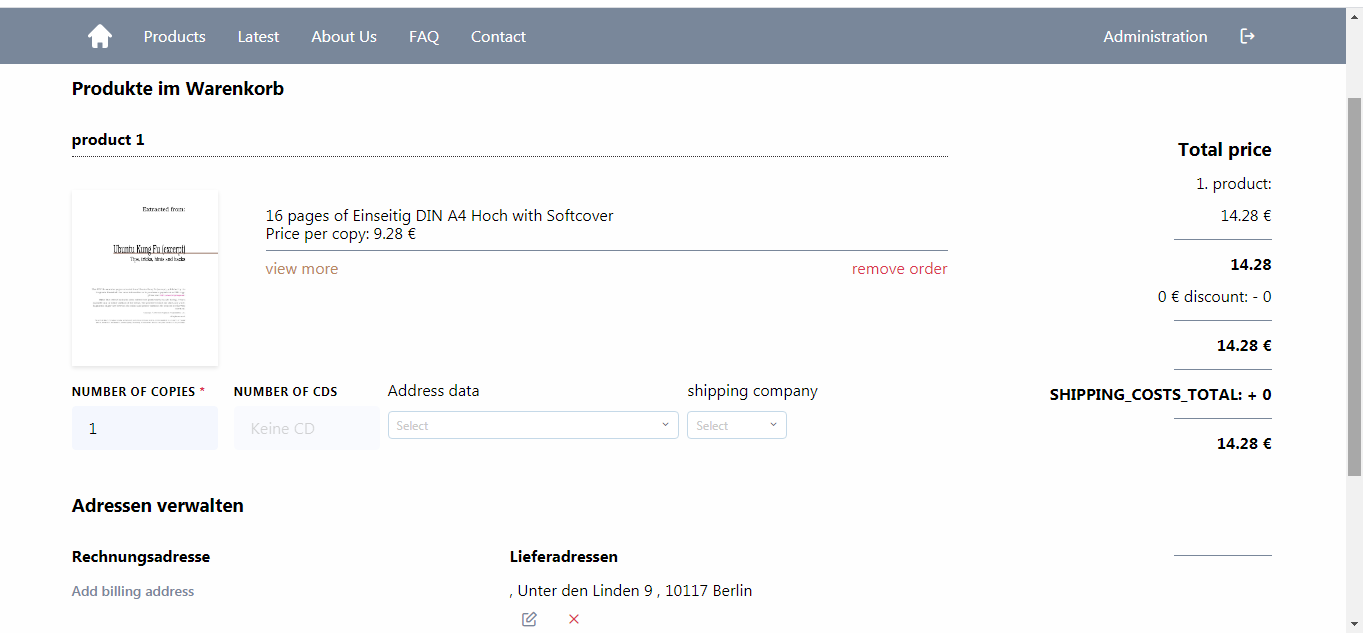 Products Latest About Us FAQ Contact Administration
Produkte im Warenkorb
product 1
Extracted from:
Ubuntu Kung Fu (excerpt)
Tips, tricks, hints and hacks
16 pages of Einseitig DIN A4 Hoch with Softcover
Price per copy: 9.28 €
view more
remove order
NUMBER OF COPIES *
1
NUMBER OF CDS
Keine CD
Address data
Select
shipping company
Select
Total price
1. product:
14.28 €
14.28
0 € discount: - 0
14.28 €
SHIPPING_COSTS_TOTAL: + 0
14.28 €
Adressen verwalten
Rechnungsadresse
Add billing address
Lieferadressen
, Unter den Linden 9 , 10117 Berlin